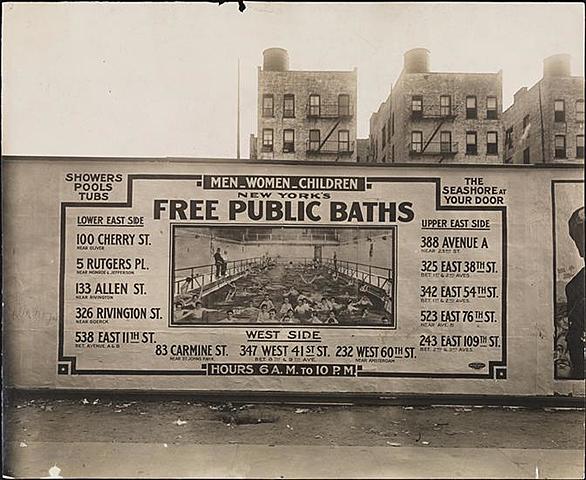 SHOWERS
POOLS
TUBS
MEN_WOMEN_CHILDREN
NEW YORK'S
FREE PUBLIC BATHS
THE
SEASHORE AT
YOUR DOOR
LOWER EAST SIDE
100 CHERRY ST.
NEAR OLIVER
5 RUTGERS PL.
NEAR MONROE & JEFFERSON
133 ALLEN ST.
NEAR RIVINGTON
326 RIVINGTON ST.
NEAR GOERCK
538 EAST 11TH ST.
BET. AVENUE A & B
UPPER EAST SIDE
388 AVENUE A
NEAR 23RD ST.
325 EAST 38TH ST.
BET 1ST & 2ND AVES.
342 EAST 54TH ST.
BET 1ST & 2ND AVES.
523 EAST 76TH ST.
NEAR AVE. B
243 EAST 109TH ST.
BET. 2ND & 3RD AVES.
WEST SIDE
83 CARMINE ST. 347 WEST 41ST ST. 232 WEST 60TH ST.
NEAR ST. JOHNS PARK BET 8TH & 9TH AVE. NEAR AMSTERDAM
HOURS 6 A.M. TO 10 P.M.